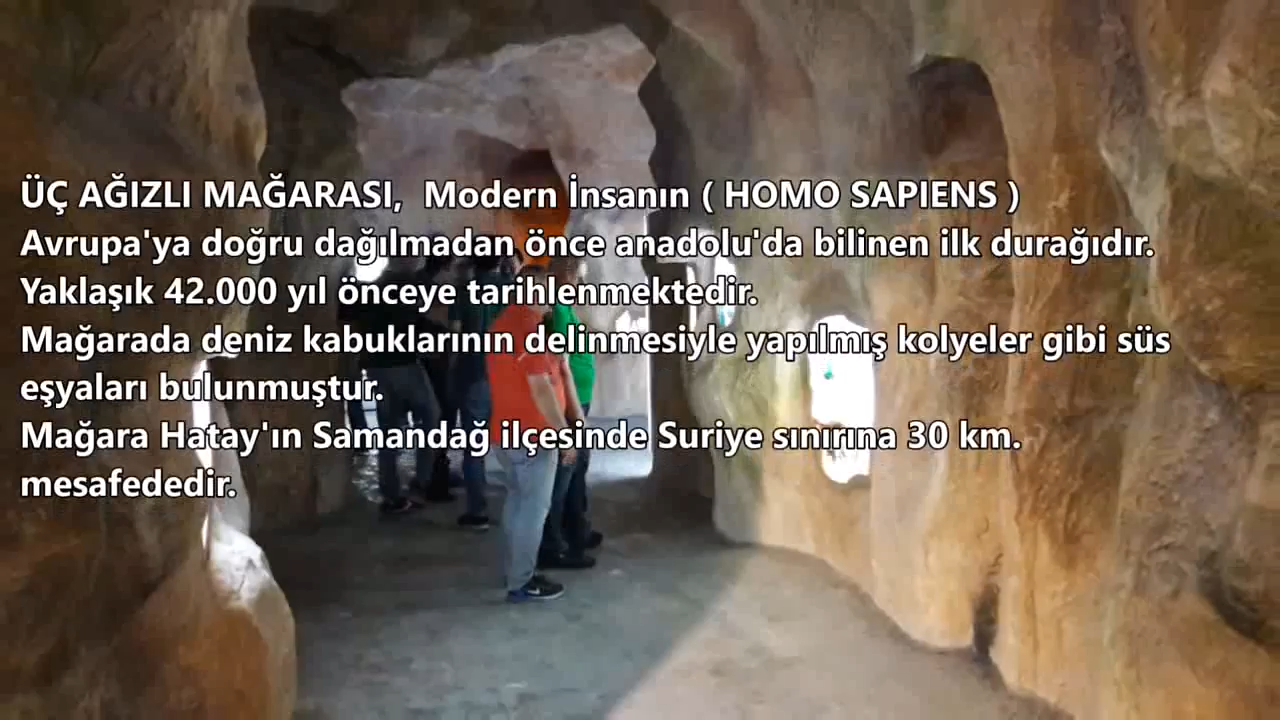 ÜÇ AĞIZLI MAĞARASI,  Modern İnsanın ( HOMO SAPIENS )
Avrupa'ya doğru dağılmadan önce anadolu'da bilinen ilk durağıdır.
Yaklaşık 42.000 yıl önceye tarihlenmektedir.
Mağarada deniz kabuklarının delinmesiyle yapılmış kolyeler gibi süs
eşyaları bulunmuştur.
Mağara Hatay'ın Samandağ ilçesinde Suriye sınırına 30 km.
mesafededir.